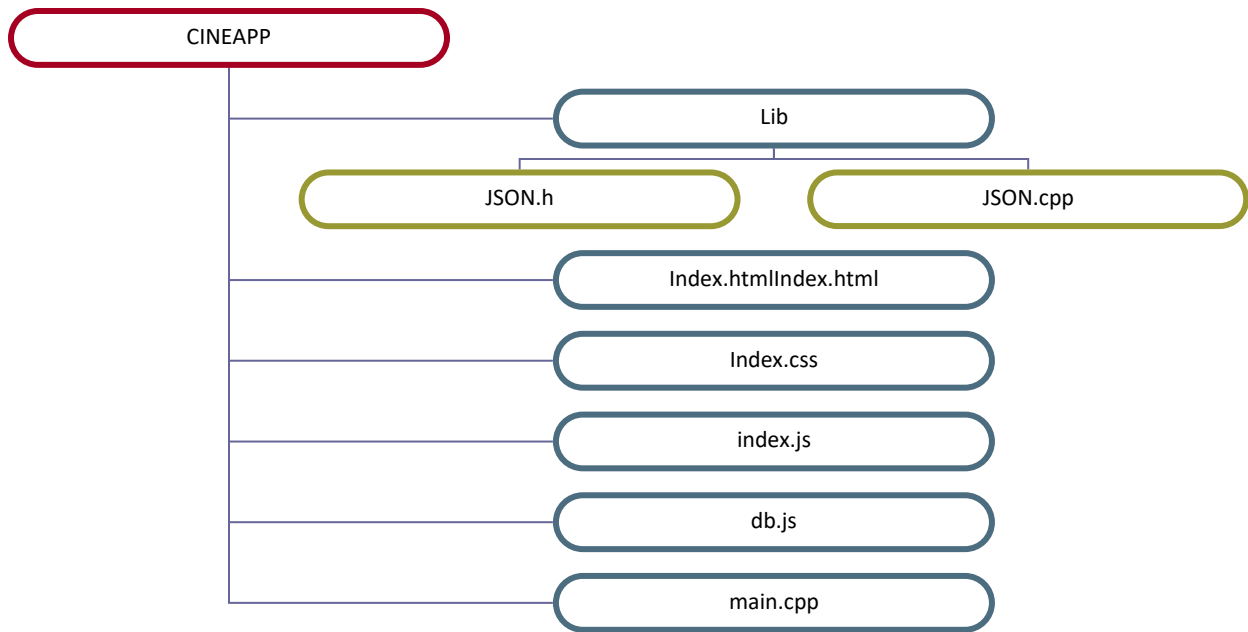 CINEAPP
Lib
JSON.h
JSON.cpp
Index.htmlIndex.html
Index.css
index.js
db.js
main.cpp